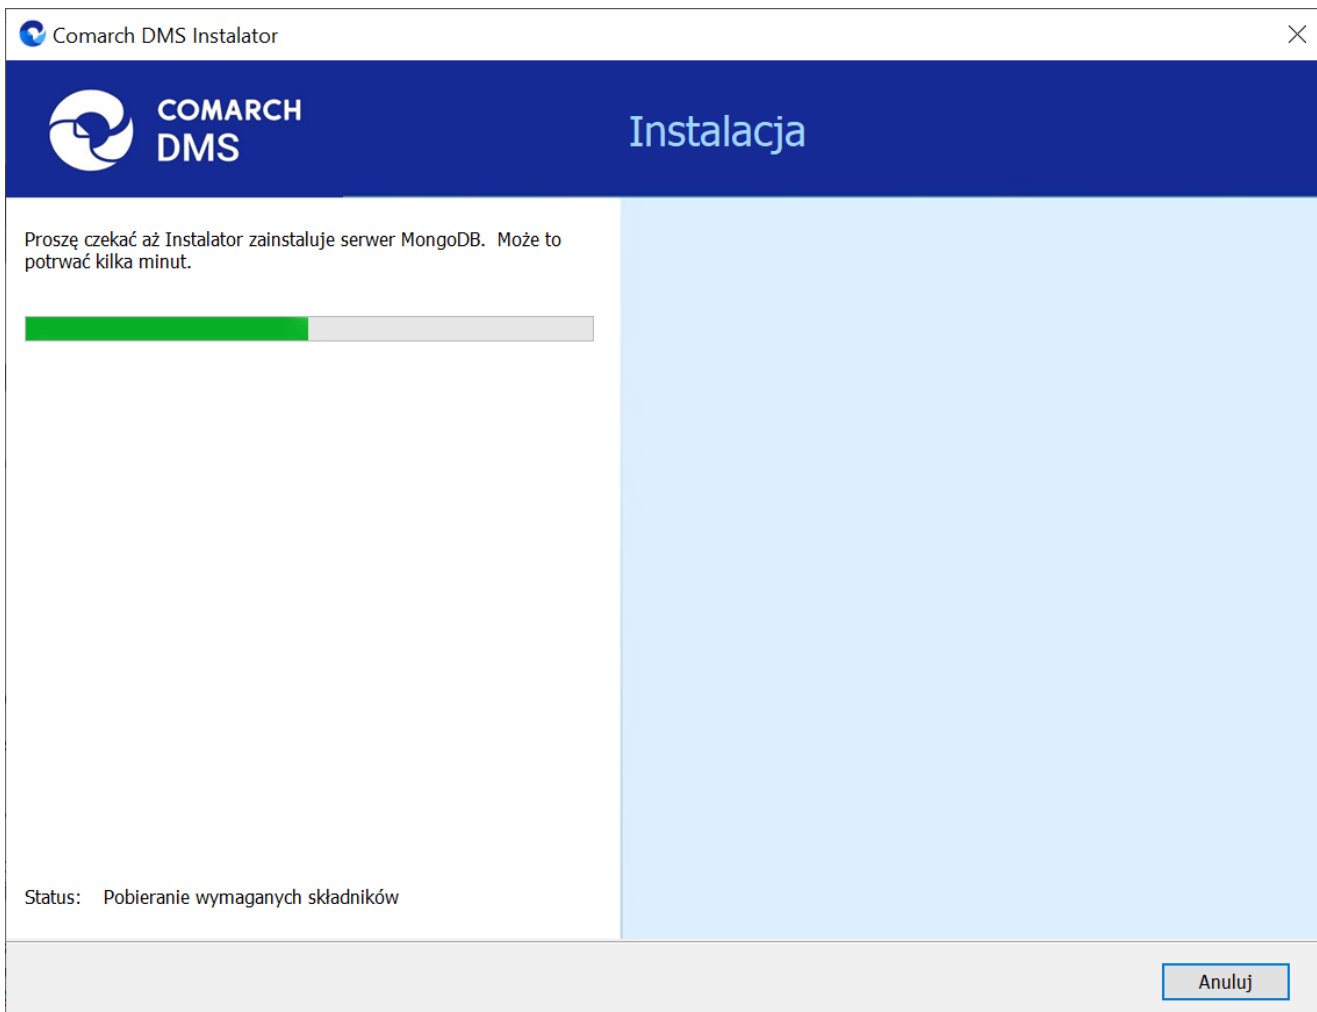 Comarch DMS Instalator
COMARCH
DMS
Instalacja
Proszę czekać aż Instalator zainstaluje serwer MongoDB.  Może to
potrwać kilka minut.
Status:   Pobieranie wymaganych składników
Anuluj